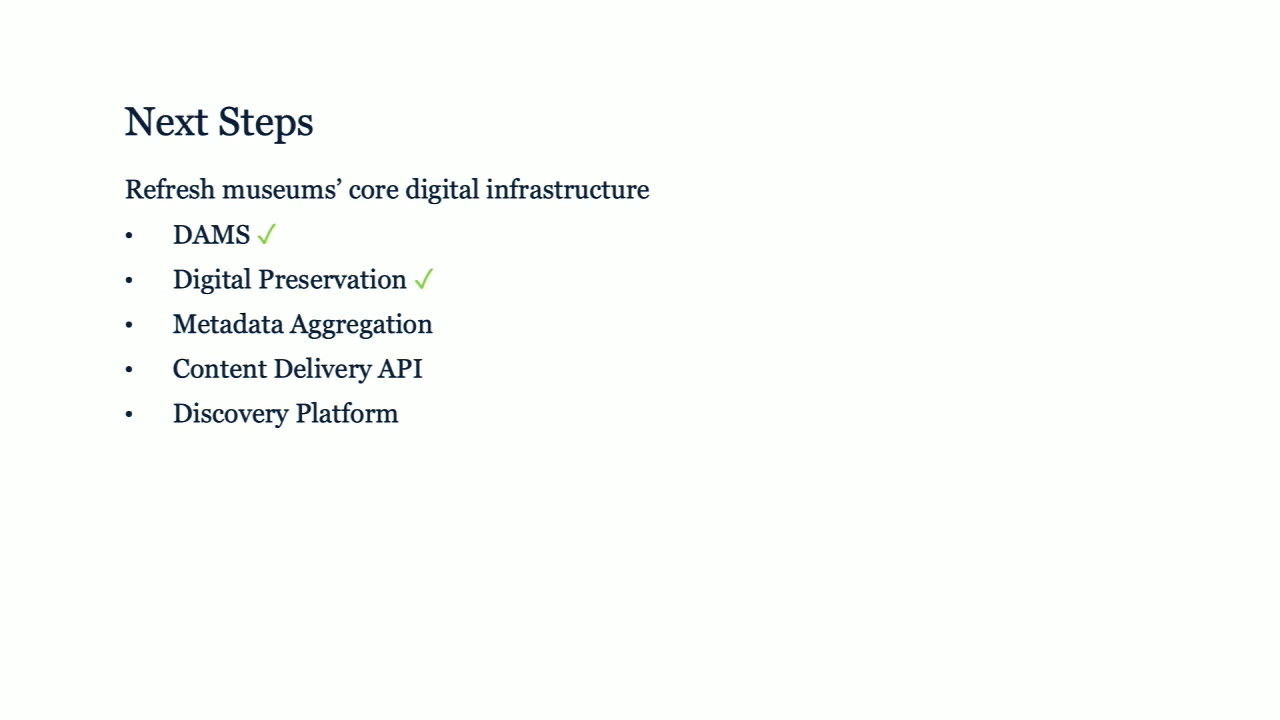 Next Steps
Refresh museums’ core digital infrastructure
• DAMS ✓
• Digital Preservation ✓
• Metadata Aggregation
• Content Delivery API
• Discovery Platform